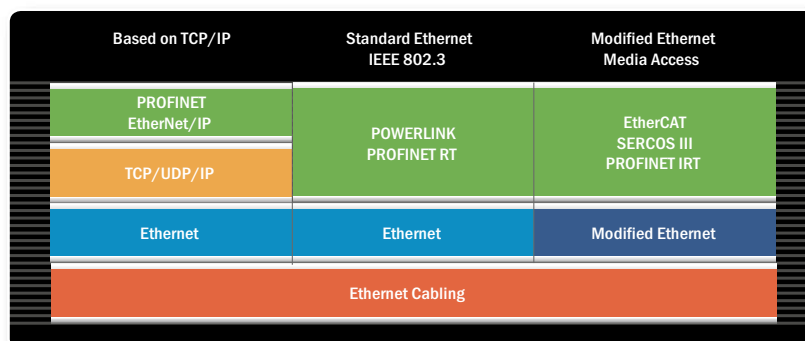 Based on TCP/IP
Standard Ethernet
IEEE 802.3
Modified Ethernet
Media Access
PROFINET
EtherNet/IP
POWERLINK
PROFINET RT
EtherCAT
SERCOS III
PROFINET IRT
TCP/UDP/IP
Ethernet
Ethernet
Modified Ethernet
Ethernet Cabling